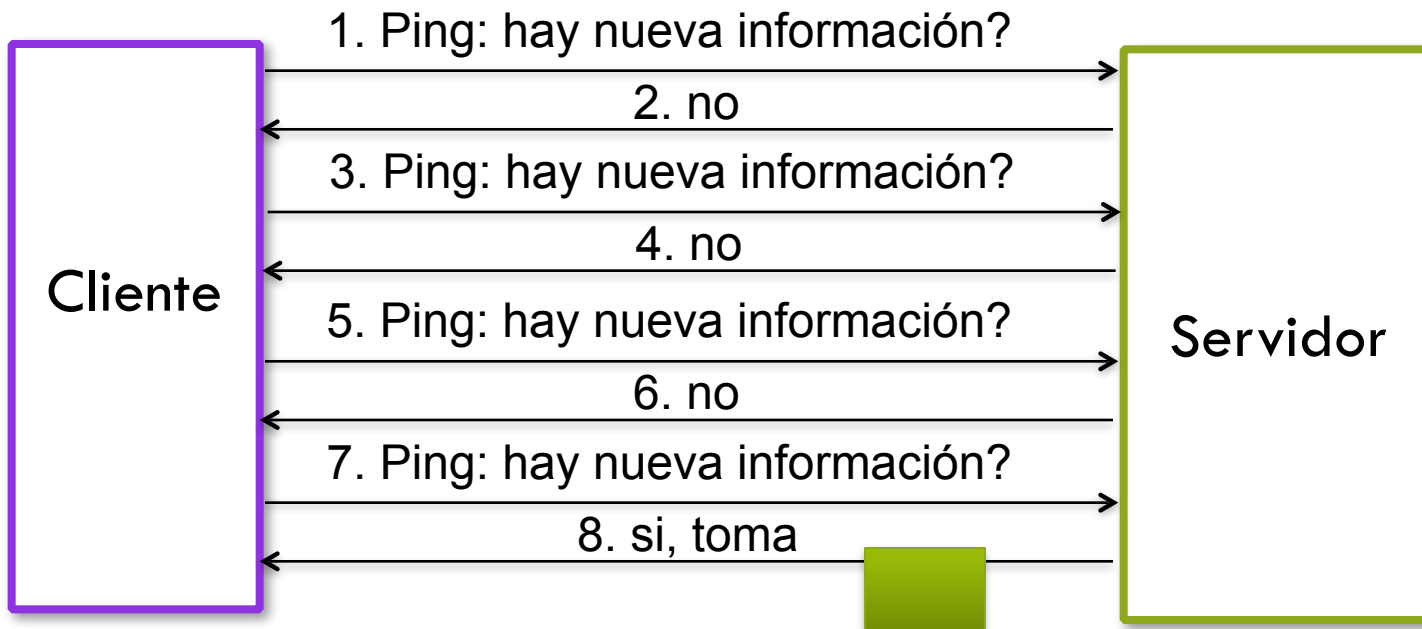 1. Ping: hay nueva información?
2. no
3. Ping: hay nueva información?
4. no
Cliente
5. Ping: hay nueva información?
Servidor
6. no
7. Ping: hay nueva información?
8. si, toma